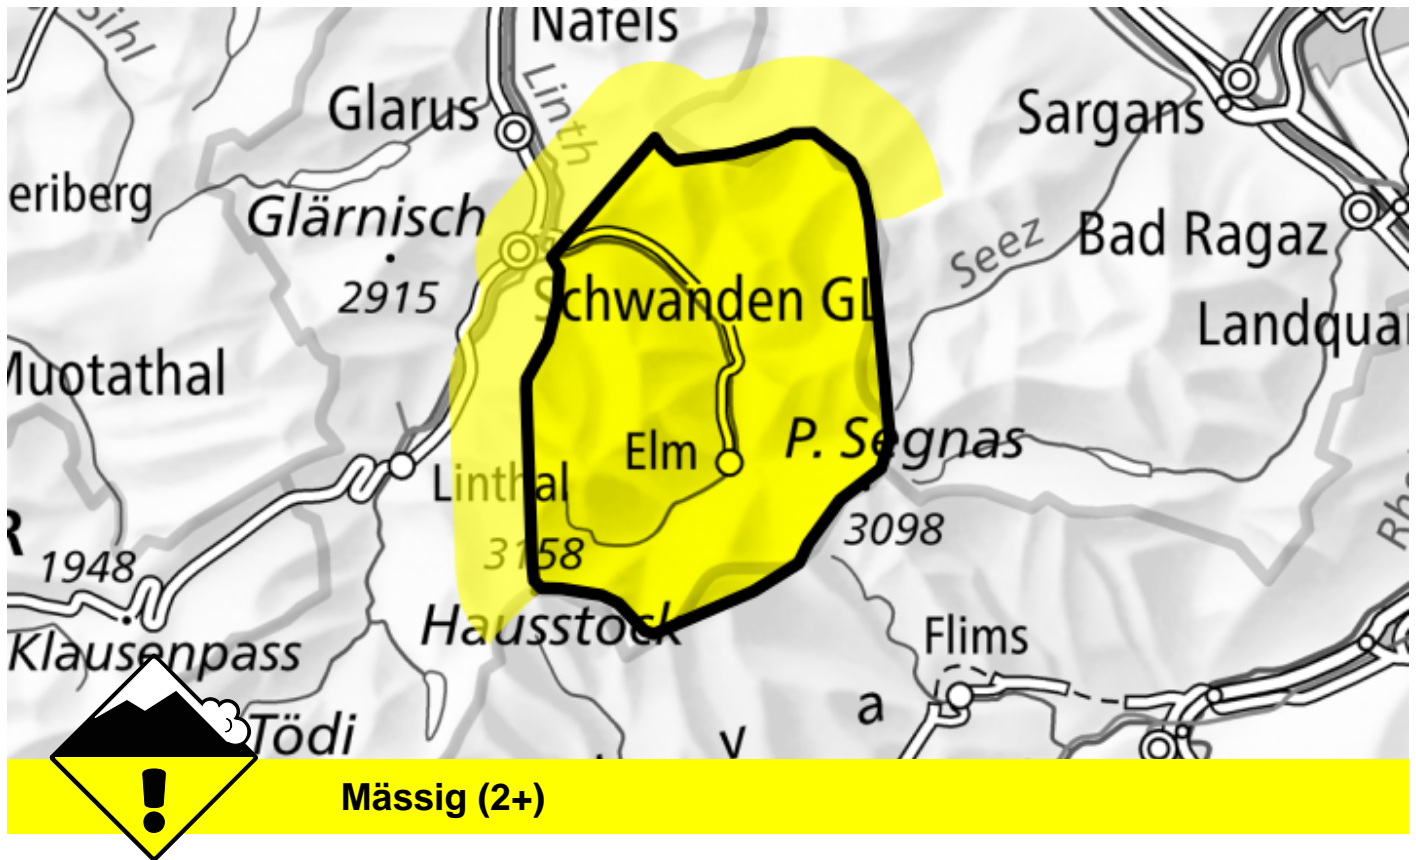 Näfels
Sihl
Linth
Glarus
Sargans
eriberg
Glärnisch
2915
Seez
Bad Ragaz
Schwanden GL
Landquar
Muotathal
Elm
P. Segnas
3098
Linthal
3158
R
1948
Rhe
Hausstock
Klausenpass
Flims
a
v
Tödi
Mässig (2+)